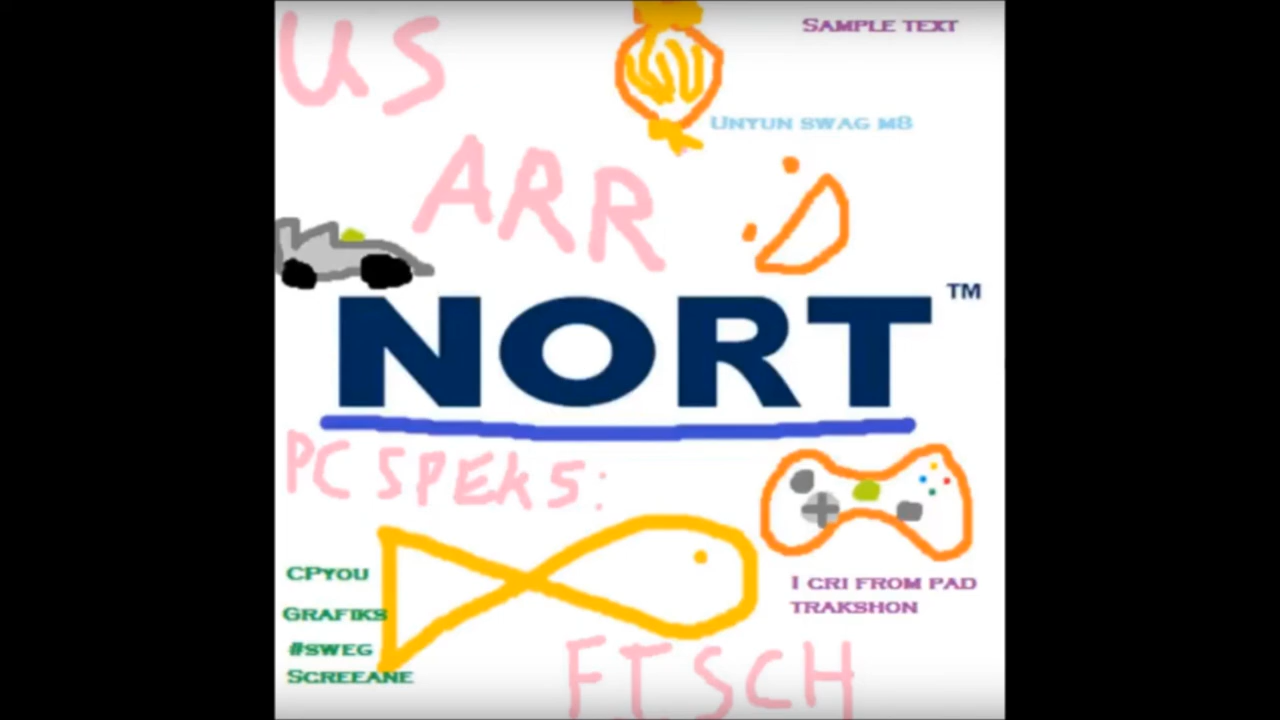 US
SAMPLE TEXT
UNYUN SWAG M8
ARR
NORT™
PC SPEKS:
CPYOU
GRAFIKS
#SWEG
SCREEANE
I CRI FROM PAD
TRAKSHON
FISCH